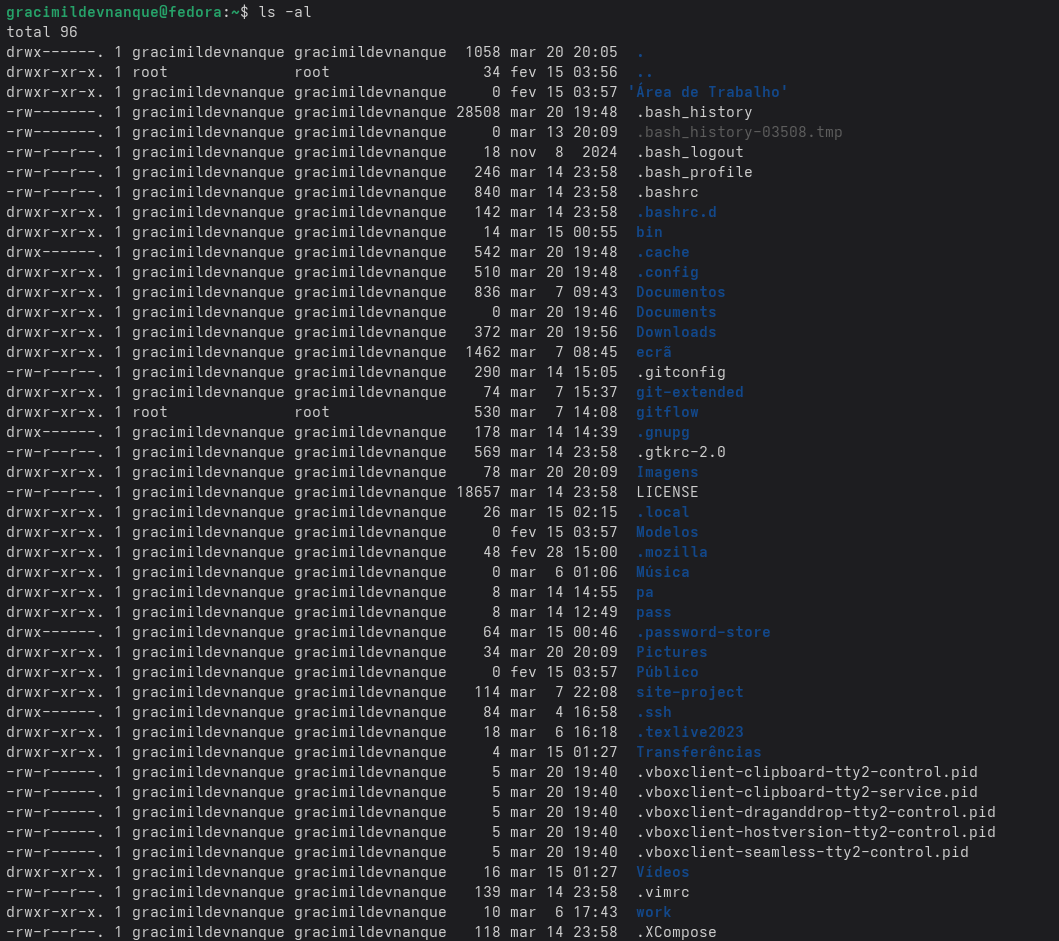 gracimildevnanque@fedora:~$ ls -al
total 96
drwx------. 1 gracimildevnanque gracimildevnanque  1058 mar 20 20:05  .
drwxr-xr-x. 1 root              root                 34 fev 15 03:56  ..
drwxr-xr-x. 1 gracimildevnanque gracimildevnanque     0 fev 15 03:57 'Área de Trabalho'
-rw-------. 1 gracimildevnanque gracimildevnanque 28508 mar 20 19:48  .bash_history
-rw-------. 1 gracimildevnanque gracimildevnanque     0 mar 13 20:09  .bash_history-03508.tmp
-rw-r--r--. 1 gracimildevnanque gracimildevnanque    18 nov  8  2024  .bash_logout
-rw-r--r--. 1 gracimildevnanque gracimildevnanque   246 mar 14 23:58  .bash_profile
-rw-r--r--. 1 gracimildevnanque gracimildevnanque   840 mar 14 23:58  .bashrc
drwxr-xr-x. 1 gracimildevnanque gracimildevnanque   142 mar 14 23:58  .bashrc.d
drwxr-xr-x. 1 gracimildevnanque gracimildevnanque    14 mar 15 00:55  bin
drwx------. 1 gracimildevnanque gracimildevnanque   542 mar 20 19:48  .cache
drwxr-xr-x. 1 gracimildevnanque gracimildevnanque   510 mar 20 19:48  .config
drwxr-xr-x. 1 gracimildevnanque gracimildevnanque   836 mar  7 09:43  Documentos
drwxr-xr-x. 1 gracimildevnanque gracimildevnanque     0 mar 20 19:46  Documents
drwxr-xr-x. 1 gracimildevnanque gracimildevnanque   372 mar 20 19:56  Downloads
drwxr-xr-x. 1 gracimildevnanque gracimildevnanque  1462 mar  7 08:45  ecrã
-rw-r--r--. 1 gracimildevnanque gracimildevnanque   290 mar 14 15:05  .gitconfig
drwxr-xr-x. 1 gracimildevnanque gracimildevnanque    74 mar  7 15:37  git-extended
drwxr-xr-x. 1 root              root                530 mar  7 14:08  gitflow
drwx------. 1 gracimildevnanque gracimildevnanque   178 mar 14 14:39  .gnupg
-rw-r--r--. 1 gracimildevnanque gracimildevnanque   569 mar 14 23:58  .gtkrc-2.0
drwxr-xr-x. 1 gracimildevnanque gracimildevnanque    78 mar 20 20:09  Imagens
-rw-r--r--. 1 gracimildevnanque gracimildevnanque 18657 mar 14 23:58  LICENSE
drwxr-xr-x. 1 gracimildevnanque gracimildevnanque    26 mar 15 02:15  .local
drwxr-xr-x. 1 gracimildevnanque gracimildevnanque     0 fev 15 03:57  Modelos
drwxr-xr-x. 1 gracimildevnanque gracimildevnanque    48 fev 28 15:00  .mozilla
drwxr-xr-x. 1 gracimildevnanque gracimildevnanque     0 mar  6 01:06  Música
drwxr-xr-x. 1 gracimildevnanque gracimildevnanque     8 mar 14 14:55  pa
drwxr-xr-x. 1 gracimildevnanque gracimildevnanque     8 mar 14 12:49  pass
drwx------. 1 gracimildevnanque gracimildevnanque    64 mar 15 00:46  .password-store
drwxr-xr-x. 1 gracimildevnanque gracimildevnanque    34 mar 20 20:09  Pictures
drwxr-xr-x. 1 gracimildevnanque gracimildevnanque     0 fev 15 03:57  Público
drwxr-xr-x. 1 gracimildevnanque gracimildevnanque   114 mar  7 22:08  site-project
drwx------. 1 gracimildevnanque gracimildevnanque    84 mar  4 16:58  .ssh
drwxr-xr-x. 1 gracimildevnanque gracimildevnanque    18 mar  6 16:18  .texlive2023
drwxr-xr-x. 1 gracimildevnanque gracimildevnanque     4 mar 15 01:27  Transferências
-rw-r-----. 1 gracimildevnanque gracimildevnanque     5 mar 20 19:40  .vboxclient-clipboard-tty2-control.pid
-rw-r-----. 1 gracimildevnanque gracimildevnanque     5 mar 20 19:40  .vboxclient-clipboard-tty2-service.pid
-rw-r-----. 1 gracimildevnanque gracimildevnanque     5 mar 20 19:40  .vboxclient-draganddrop-tty2-control.pid
-rw-r-----. 1 gracimildevnanque gracimildevnanque     5 mar 20 19:40  .vboxclient-hostversion-tty2-control.pid
-rw-r-----. 1 gracimildevnanque gracimildevnanque     5 mar 20 19:40  .vboxclient-seamless-tty2-control.pid
drwxr-xr-x. 1 gracimildevnanque gracimildevnanque    16 mar 15 01:27  Vídeos
-rw-r--r--. 1 gracimildevnanque gracimildevnanque   139 mar 14 23:58  .vimrc
drwxr-xr-x. 1 gracimildevnanque gracimildevnanque    10 mar  6 17:43  work
-rw-r--r--. 1 gracimildevnanque gracimildevnanque   118 mar 14 23:58  .XCompose